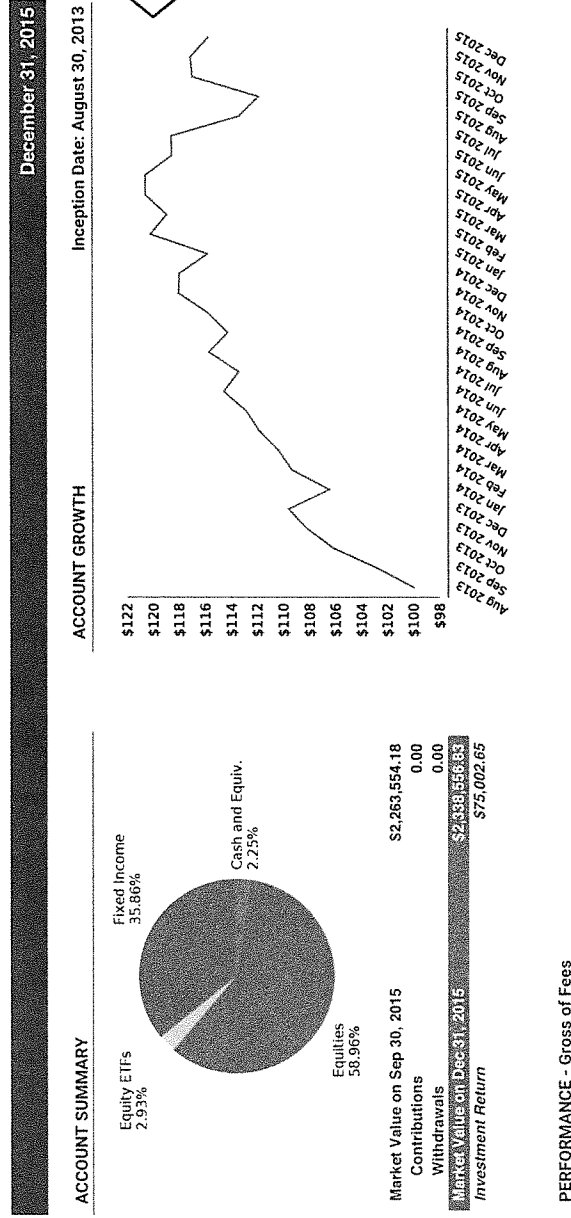 December 31, 2015
ACCOUNT SUMMARY
Equity ETFs
2.93%
Fixed Income
35.86%
Cash and Equiv.
2.25%
Equities
58.96%
Market Value on Sep 30, 2015 $2,263,554.18
Contributions 0.00
Withdrawals 0.00
Market Value on Dec 31, 2015 $2,338,556.83
Investment Return $75,002.65
ACCOUNT GROWTH
Inception Date: August 30, 2013
$122
$120
$118
$116
$114
$112
$110
$108
$106
$104
$102
$100
$98
Aug 2013
Sep 2013
Oct 2013
Nov 2013
Dec 2013
Jan 2014
Feb 2014
Mar 2014
Apr 2014
May 2014
Jun 2014
Jul 2014
Aug 2014
Sep 2014
Oct 2014
Nov 2014
Dec 2014
Jan 2015
Feb 2015
Mar 2015
Apr 2015
May 2015
Jun 2015
Jul 2015
Aug 2015
Sep 2015
Oct 2015
Nov 2015
Dec 2015
PERFORMANCE - Gross of Fees